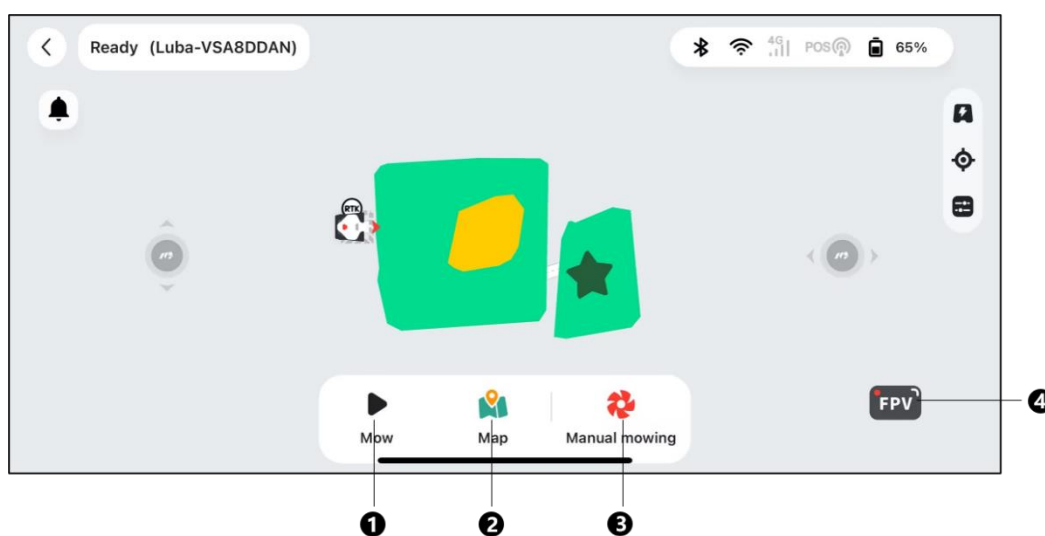 Ready (Luba-VSA8DDAN)
4G
POS
65%
RTK
FPV
4
Mow
Map
Manual mowing
1
2
3